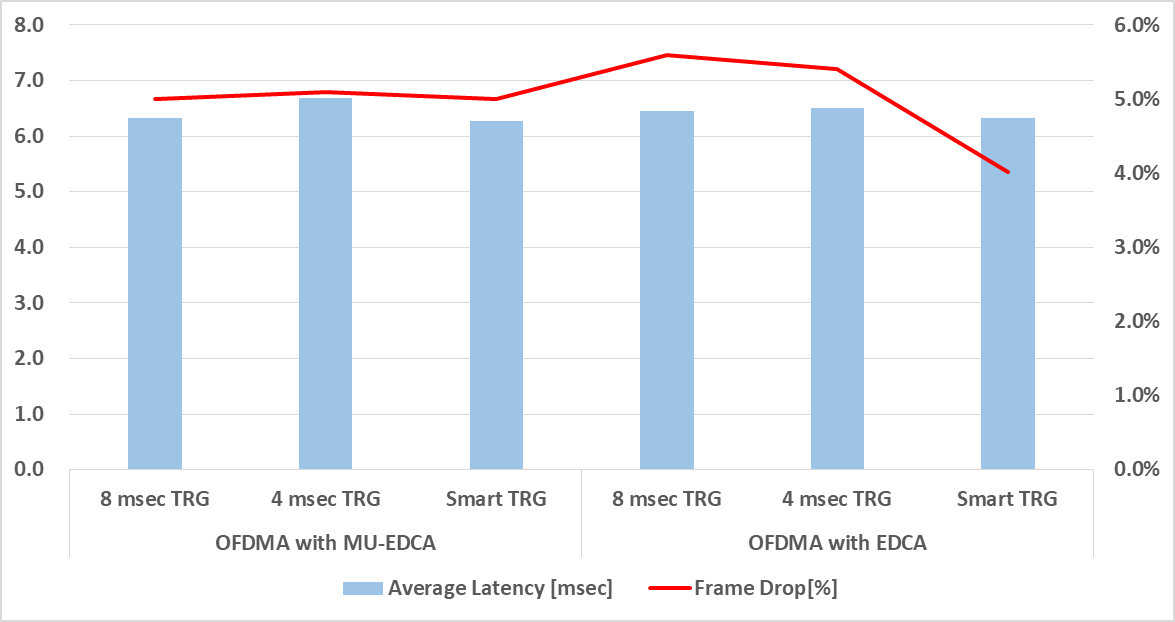 8.0
7.0
6.0
5.0
4.0
3.0
2.0
1.0
0.0
6.0%
5.0%
4.0%
3.0%
2.0%
1.0%
0.0%
8 msec TRG
4 msec TRG
Smart TRG
8 msec TRG
4 msec TRG
Smart TRG
OFDMA with MU-EDCA
OFDMA with EDCA
Average Latency [msec]
Frame Drop[%]